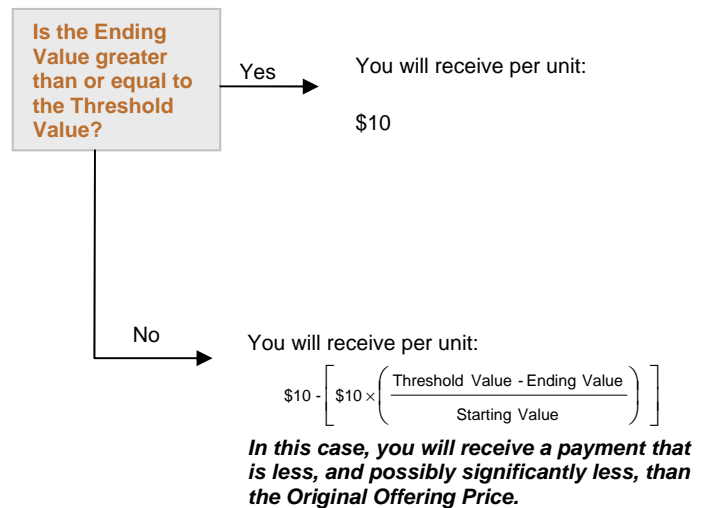 Is the Ending
Value greater
than or equal to
the Threshold
Value?
Yes
You will receive per unit:
$10
No
You will receive per unit:
$10 - [ $10 × ( Threshold Value - Ending Value / Starting Value ) ]
In this case, you will receive a payment that
is less, and possibly significantly less, than
the Original Offering Price.